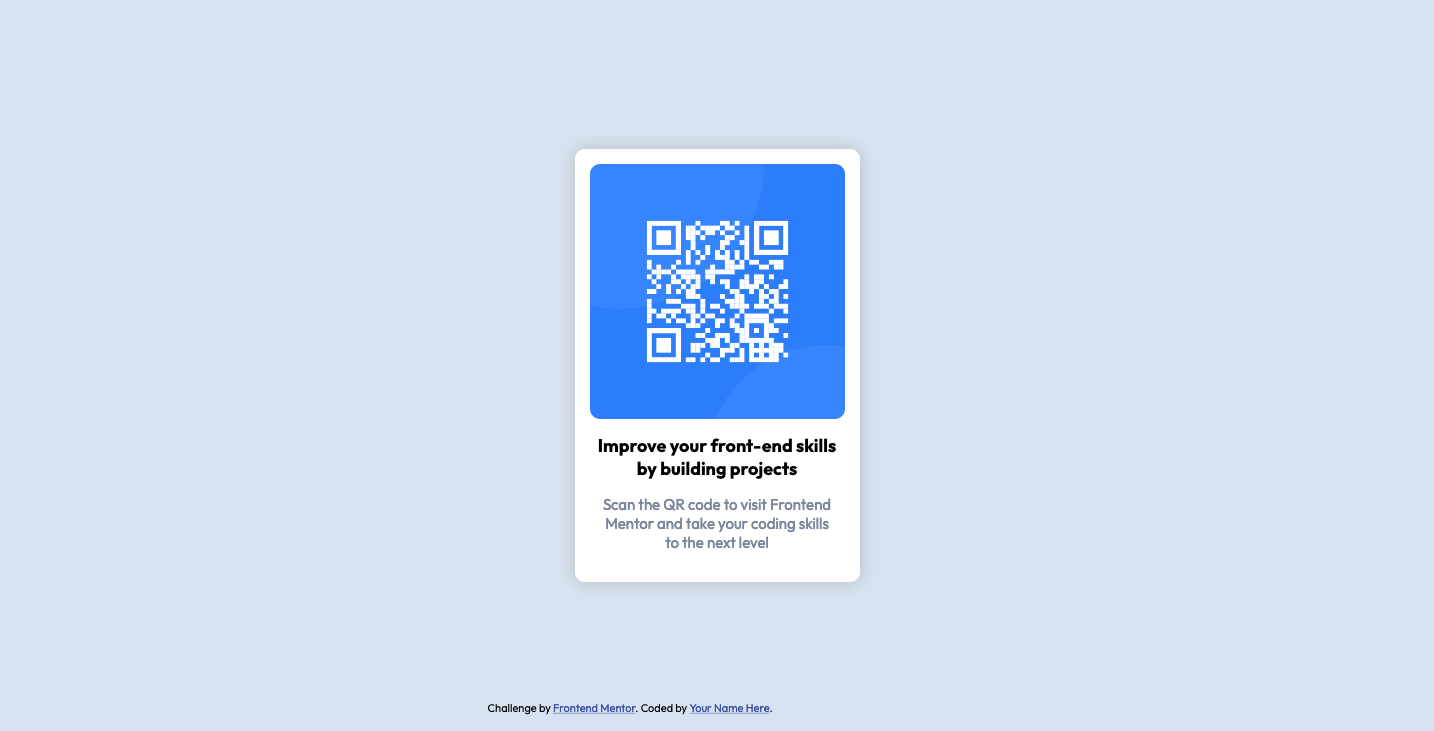 Improve your front-end skills
by building projects
Scan the QR code to visit Frontend
Mentor and take your coding skills
to the next level
Challenge by Frontend Mentor. Coded by Your Name Here.